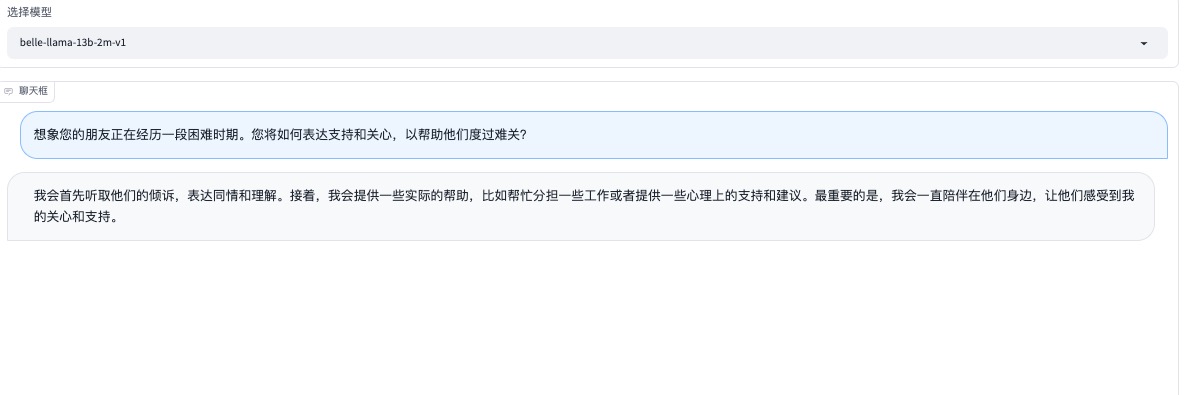 选择模型
belle-llama-13b-2m-v1
聊天框
想象您的朋友正在经历一段困难时期。您将如何表达支持和关心，以帮助他们度过难关?
我会首先听取他们的倾诉，表达同情和理解。接着，我会提供一些实际的帮助，比如帮忙分担一些工作或者提供一些心理上的支持和建议。最重要的是，我会一直陪伴在他们身边，让他们感受到我
的关心和支持。